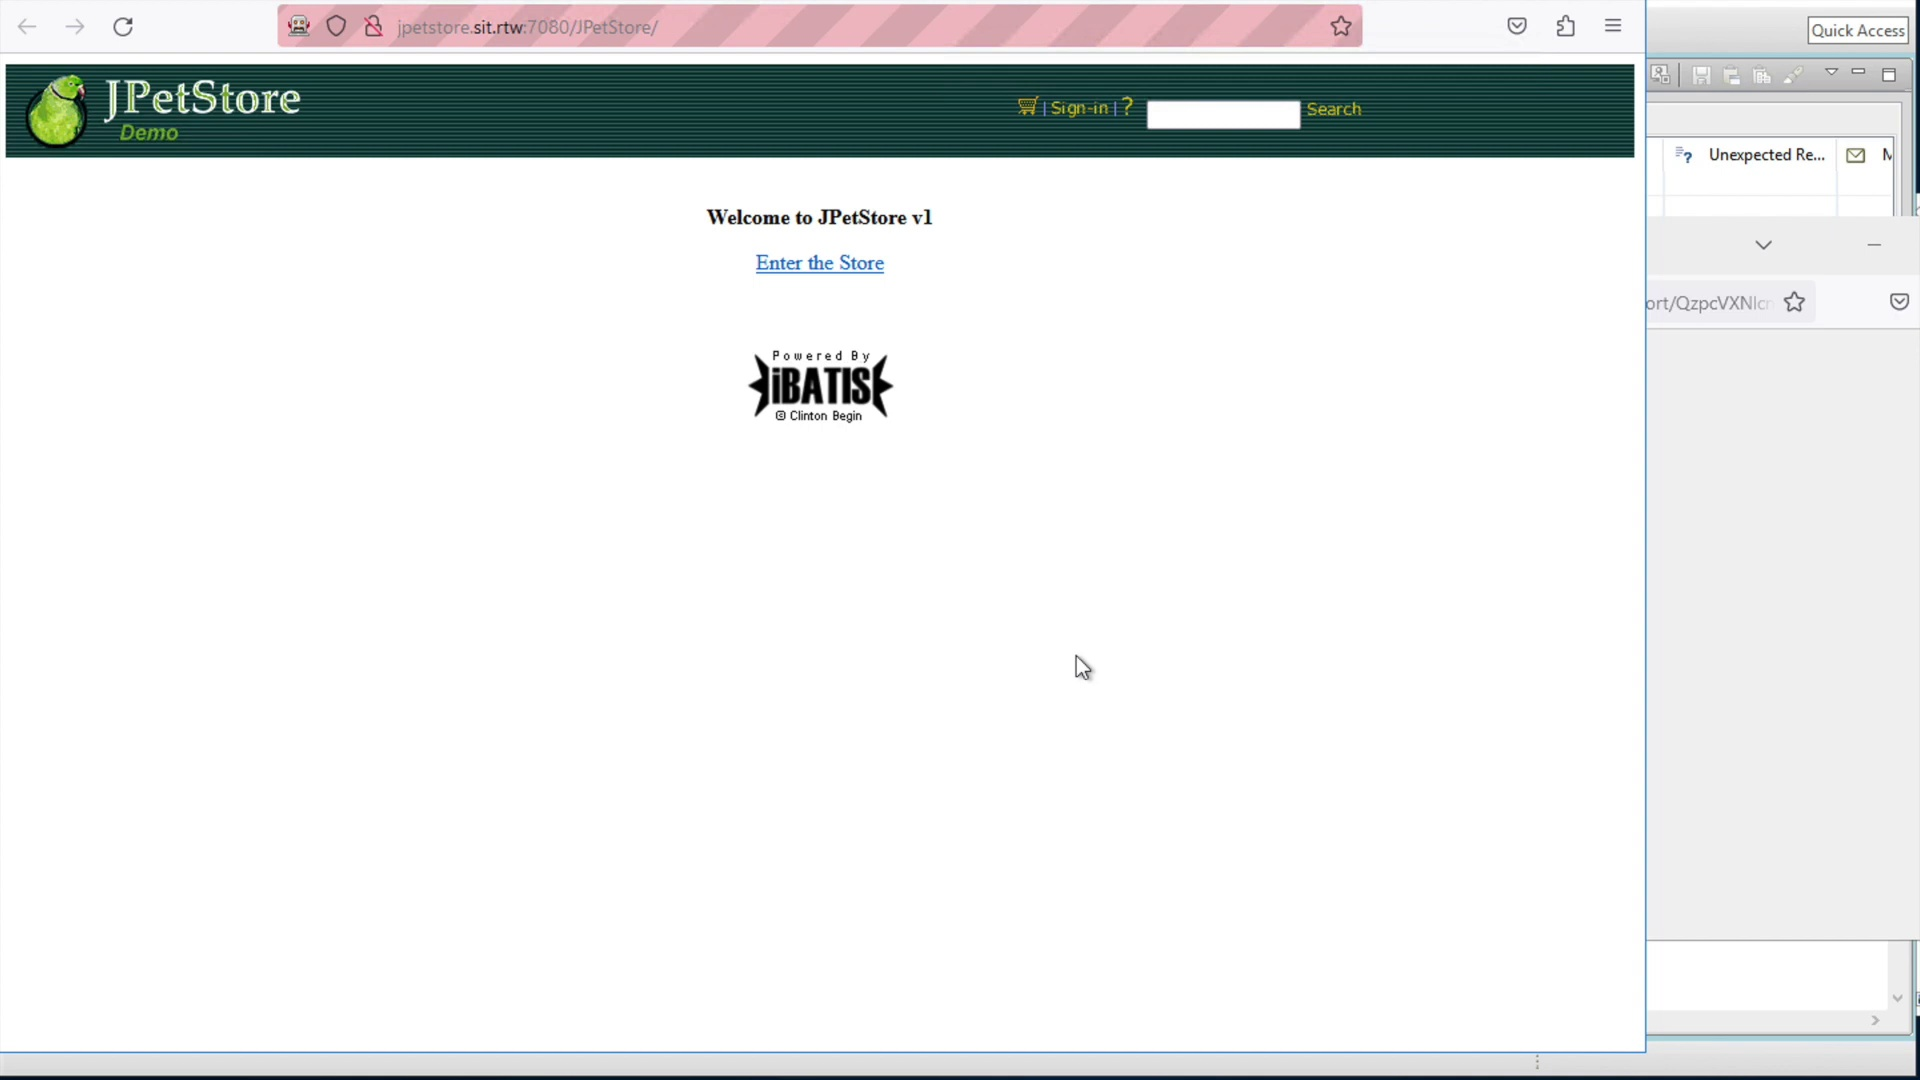 jpetstore.sit.rtw:7080/JPetStore/
Quick Access
JPetStore
Demo
| Sign-in | ?
Search
Unexpected Re...
Welcome to JPetStore v1
Enter the Store
ort/QzpcVXNlcr
Powered By
iBATIS
© Clinton Begin